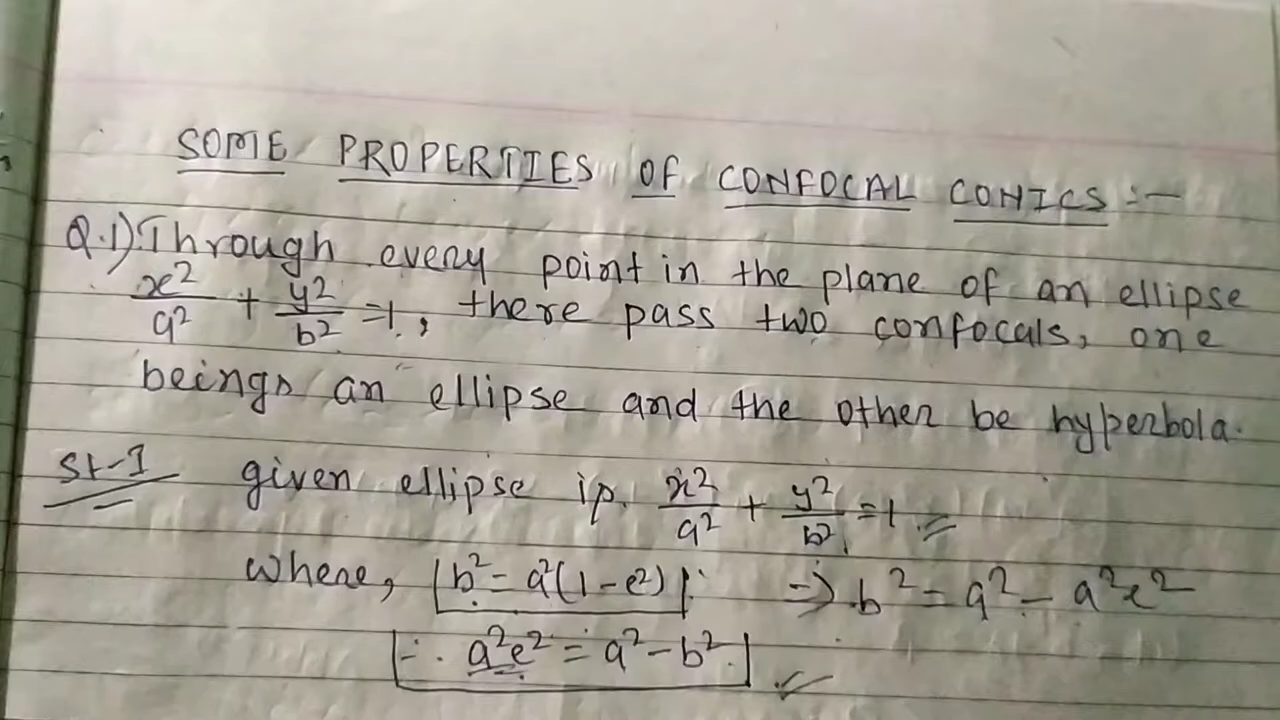 SOME PROPERTIES OF CONFOCAL CONICS :-
Q.1) Through every point in the plane of an ellipse
x²/a² + y²/b² = 1, there pass two confocals, one
beings an ellipse and the other be hyperbola.
St-1 given ellipse is x²/a² + y²/b² = 1
where, b² = a²(1-e²) ⇒ b² = a² - a²e²
∴ a²e² = a² - b².